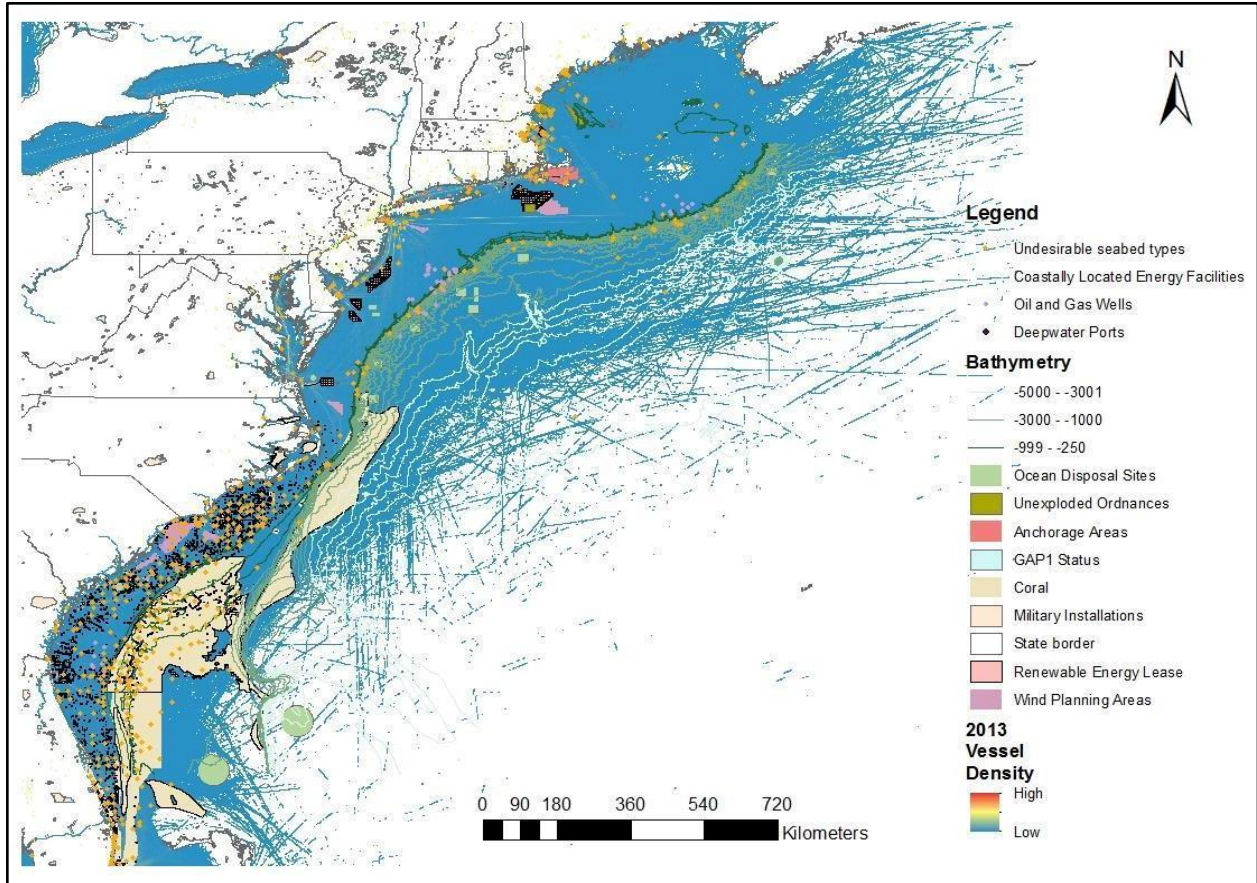 N
Legend
Undesirable seabed types
Coastally Located Energy Facilities
Oil and Gas Wells
Deepwater Ports
Bathymetry
-5000 - -3001
-3000 - -1000
-999 - -250
Ocean Disposal Sites
Unexploded Ordnances
Anchorage Areas
GAP1 Status
Coral
Military Installations
State border
Renewable Energy Lease
Wind Planning Areas
2013
Vessel
Density
High
Low
0 90 180 360 540 720
Kilometers